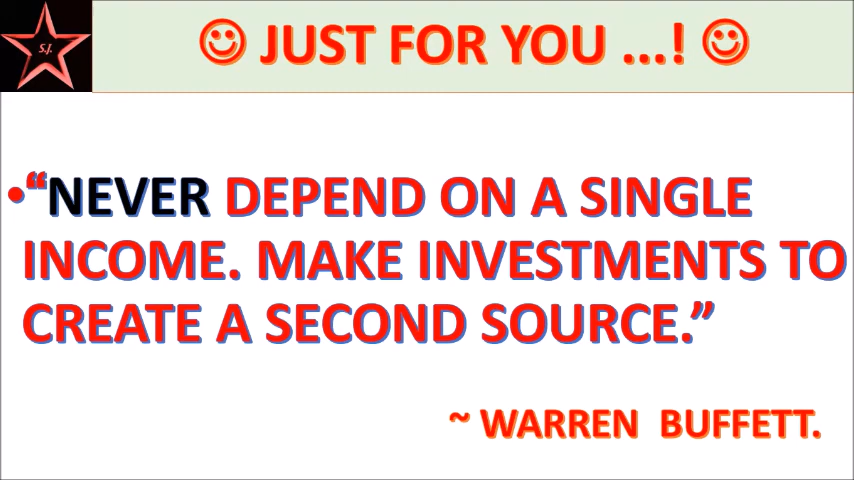 S.J.
☺ JUST FOR YOU ...! ☺
•“NEVER DEPEND ON A SINGLE
INCOME. MAKE INVESTMENTS TO
CREATE A SECOND SOURCE.”
~ WARREN BUFFETT.